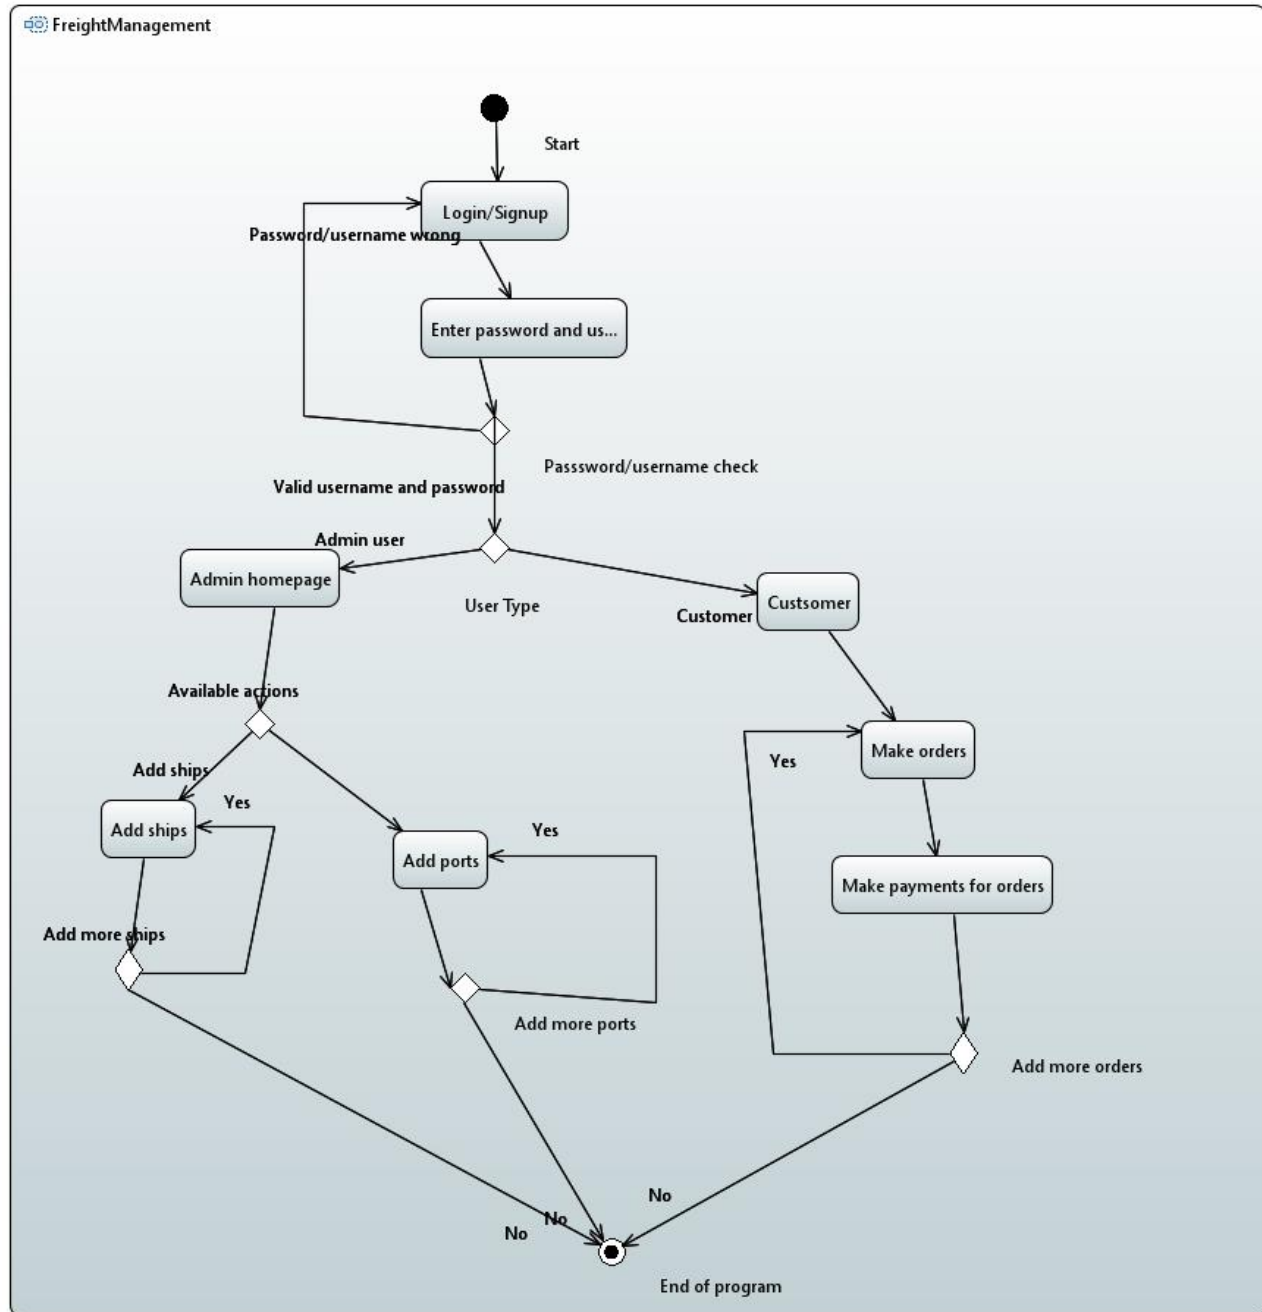 FreightManagement
Start
Login/Signup
Password/username wrong
Enter password and us...
Passsword/username check
Valid username and password
Admin user
Admin homepage
User Type
Customer
Custsomer
Available actions
Make orders
Yes
Add ships
Yes
Add ships
Yes
Add ports
Make payments for orders
Add more ships
Add more ports
Add more orders
No
No
No
End of program